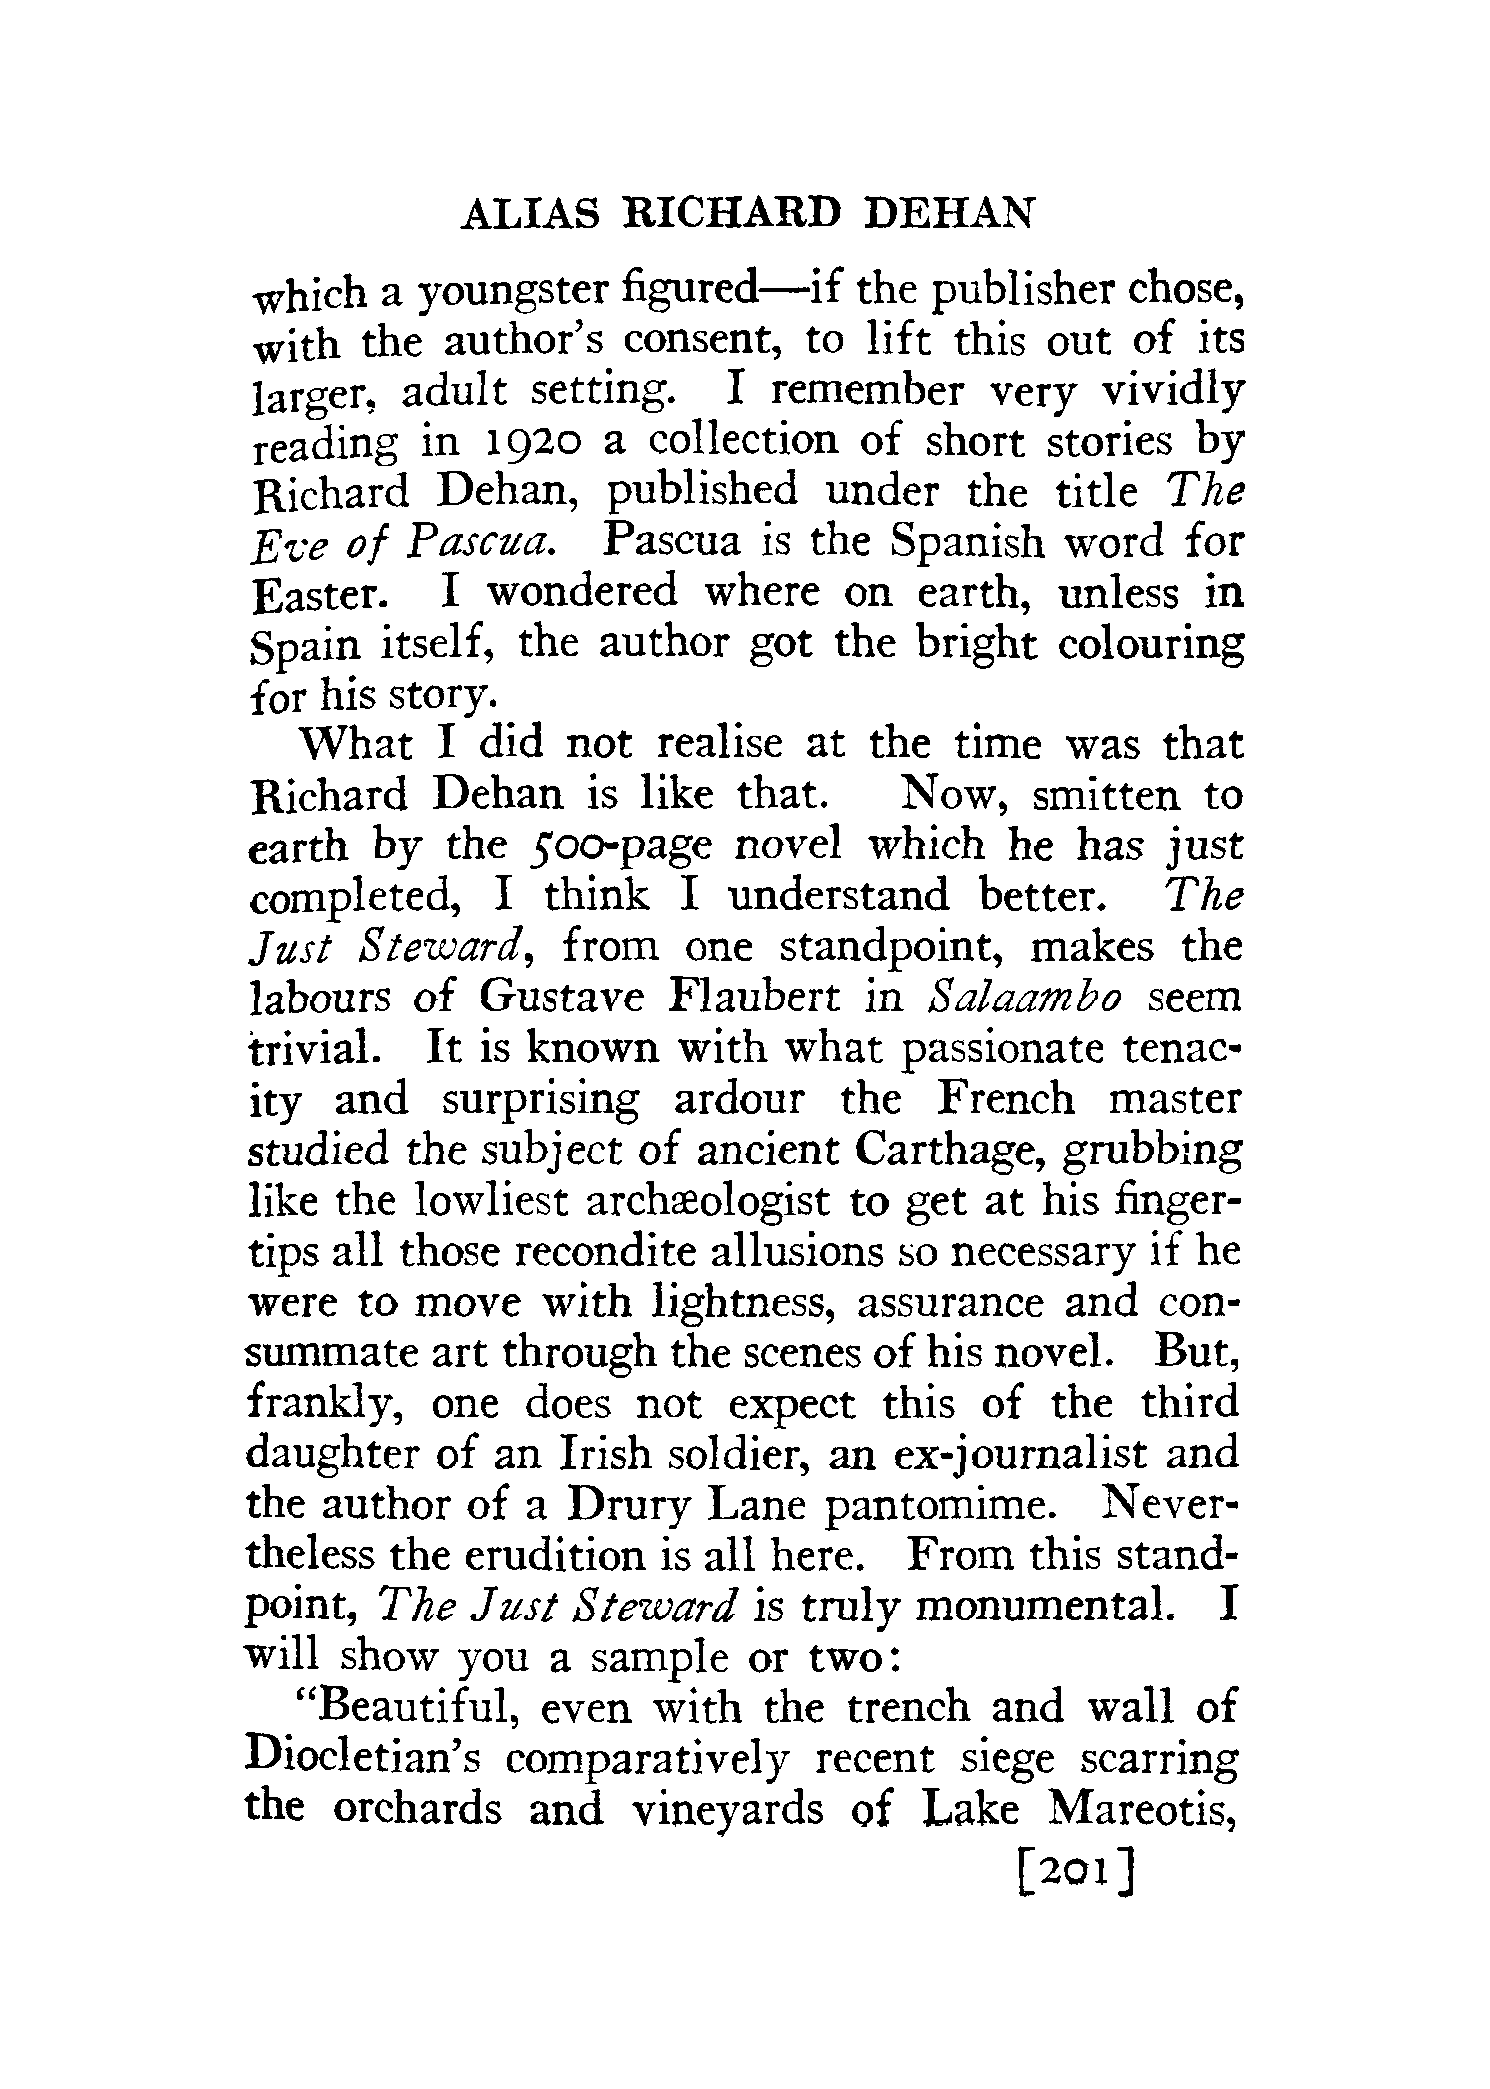 ALIAS RICHARD DEHAN
which a youngster figured—if the publisher chose,
with the author's consent, to lift this out of its
larger, adult setting. I remember very vividly
reading in 1920 a collection of short stories by
Richard Dehan, published under the title The
Eve of Pascua. Pascua is the Spanish word for
Easter. I wondered where on earth, unless in
Spain itself, the author got the bright colouring
for his story.
What I did not realise at the time was that
Richard Dehan is like that. Now, smitten to
earth by the 500-page novel which he has just
completed, I think I understand better. The
Just Steward, from one standpoint, makes the
labours of Gustave Flaubert in Salaambo seem
trivial. It is known with what passionate tenac-
ity and surprising ardour the French master
studied the subject of ancient Carthage, grubbing
like the lowliest archæologist to get at his finger-
tips all those recondite allusions so necessary if he
were to move with lightness, assurance and con-
summate art through the scenes of his novel. But,
frankly, one does not expect this of the third
daughter of an Irish soldier, an ex-journalist and
the author of a Drury Lane pantomime. Never-
theless the erudition is all here. From this stand-
point, The Just Steward is truly monumental. I
will show you a sample or two:
"Beautiful, even with the trench and wall of
Diocletian's comparatively recent siege scarring
the orchards and vineyards of Lake Mareotis,
[201]